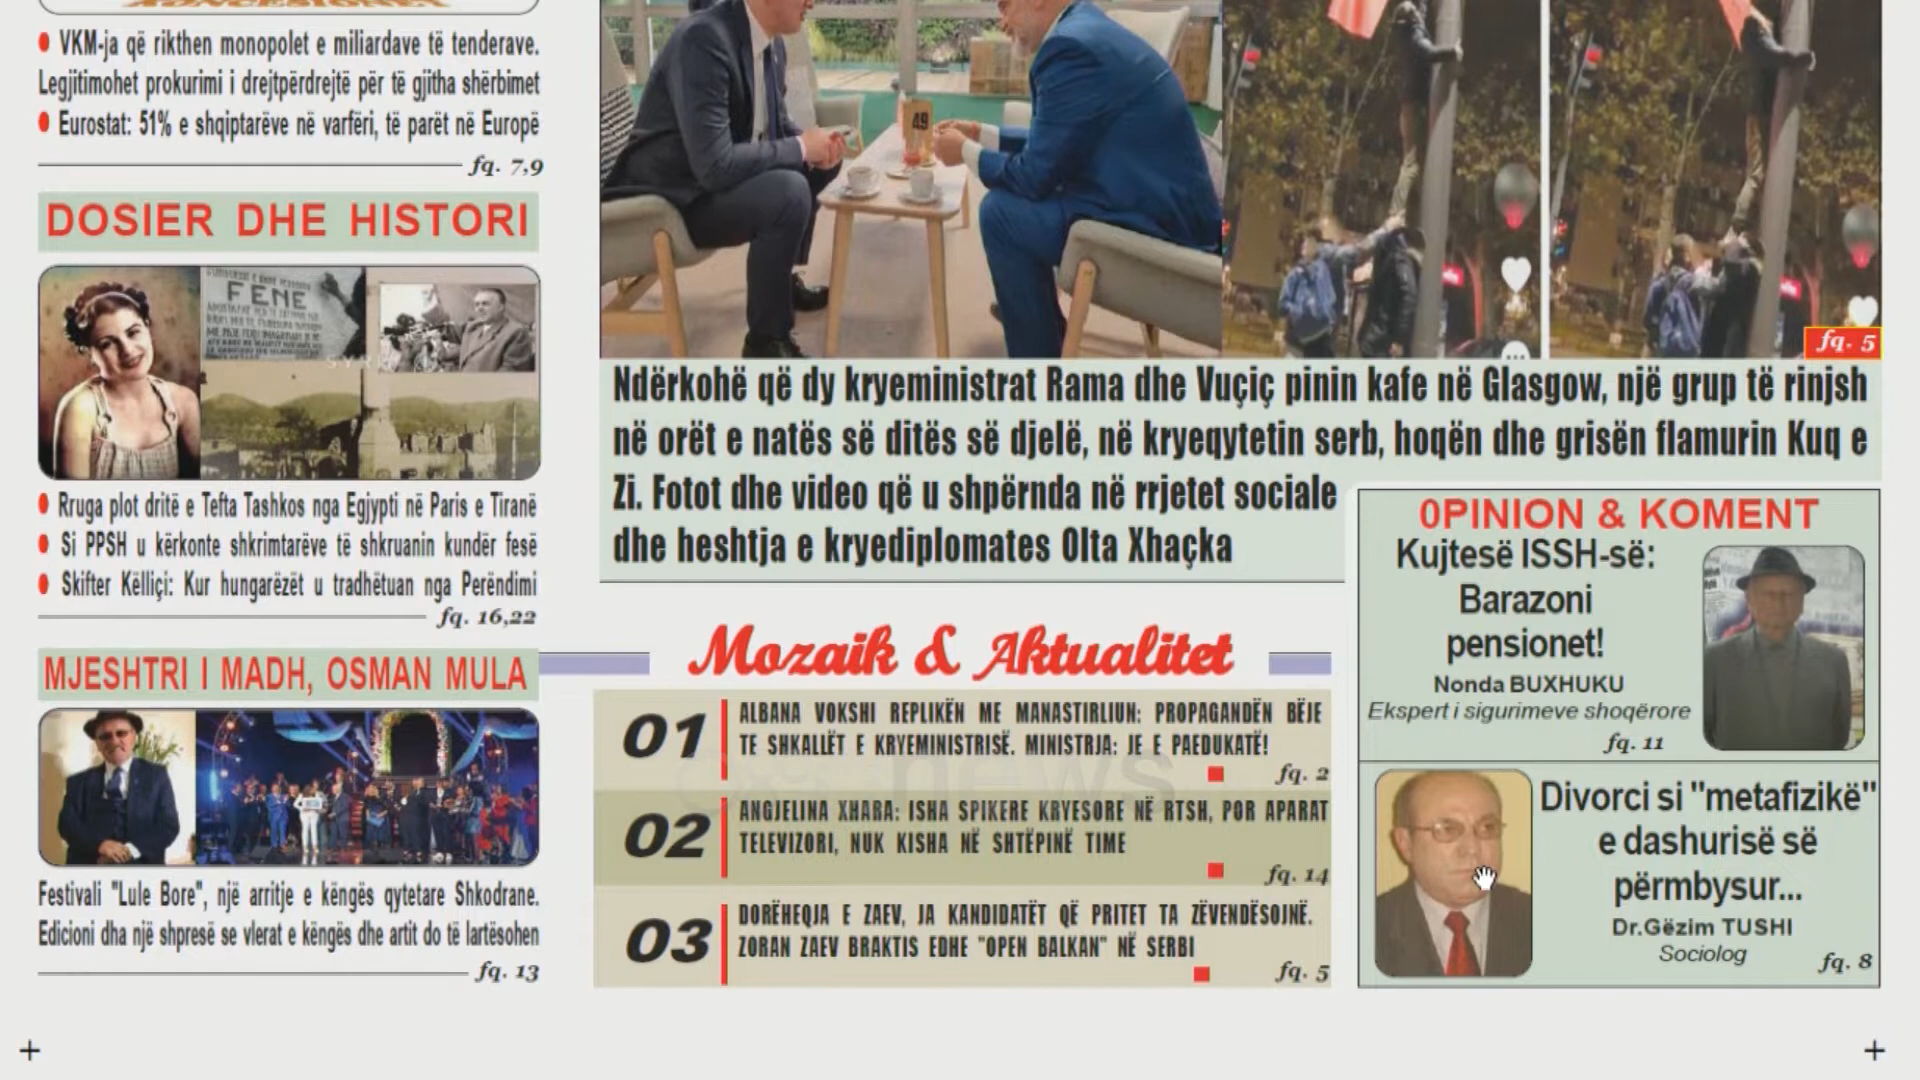 KONCESIONET
VKM-ja që rikthen monopolet e miliardave të tenderave.
Legjitimohet prokurimi i drejtpërdrejtë për të gjitha shërbimet
Eurostat: 51% e shqiptarëve në varfëri, të parët në Europë
fq. 7,9
DOSIER DHE HISTORI
FENE
Rruga plot dritë e Tefta Tashkos nga Egjypti në Paris e Tiranë
Si PPSH u kërkonte shkrimtarëve të shkruanin kundër fesë
Skifter Këlliçi: Kur hungarëzët u tradhëtuan nga Perëndimi
fq. 16,22
MJESHTRI I MADH, OSMAN MULA
Festivali "Lule Bore", një arritje e këngës qytetare Shkodrane.
Edicioni dha një shpresë se vlerat e këngës dhe artit do të lartësohen
fq. 13
49
fq. 5
Ndërkohë që dy kryeministrat Rama dhe Vuçiç pinin kafe në Glasgow, një grup të rinjsh
në orët e natës së ditës së djelë, në kryeqytetin serb, hoqën dhe grisën flamurin Kuq e
Zi. Fotot dhe video që u shpërnda në rrjetet sociale
dhe heshtja e kryediplomates Olta Xhaçka
Mozaik & Aktualitet
01
ALBANA VOKSHI REPLIKËN ME MANASTIRLIUN: PROPAGANDËN BËJE
TE SHKALLËT E KRYEMINISTRISË. MINISTRJA: JE E PAEDUKATË!
fq. 2
news
02
ANGJELINA XHARA: ISHA SPIKERE KRYESORE NË RTSH, POR APARAT
TELEVIZORI, NUK KISHA NË SHTËPINË TIME
fq. 14
03
DORËHEQJA E ZAEV, JA KANDIDATËT QË PRITET TA ZËVENDËSOJNË.
ZORAN ZAEV BRAKTIS EDHE "OPEN BALKAN" NË SERBI
fq. 5
0PINION & KOMENT
Kujtesë ISSH-së:
Barazoni
pensionet!
Nonda BUXHUKU
Ekspert i sigurimeve shoqërore
fq. 11
Divorci si "metafizikë"
e dashurisë së
përmbysur...
Dr.Gëzim TUSHI
Sociolog
fq. 8